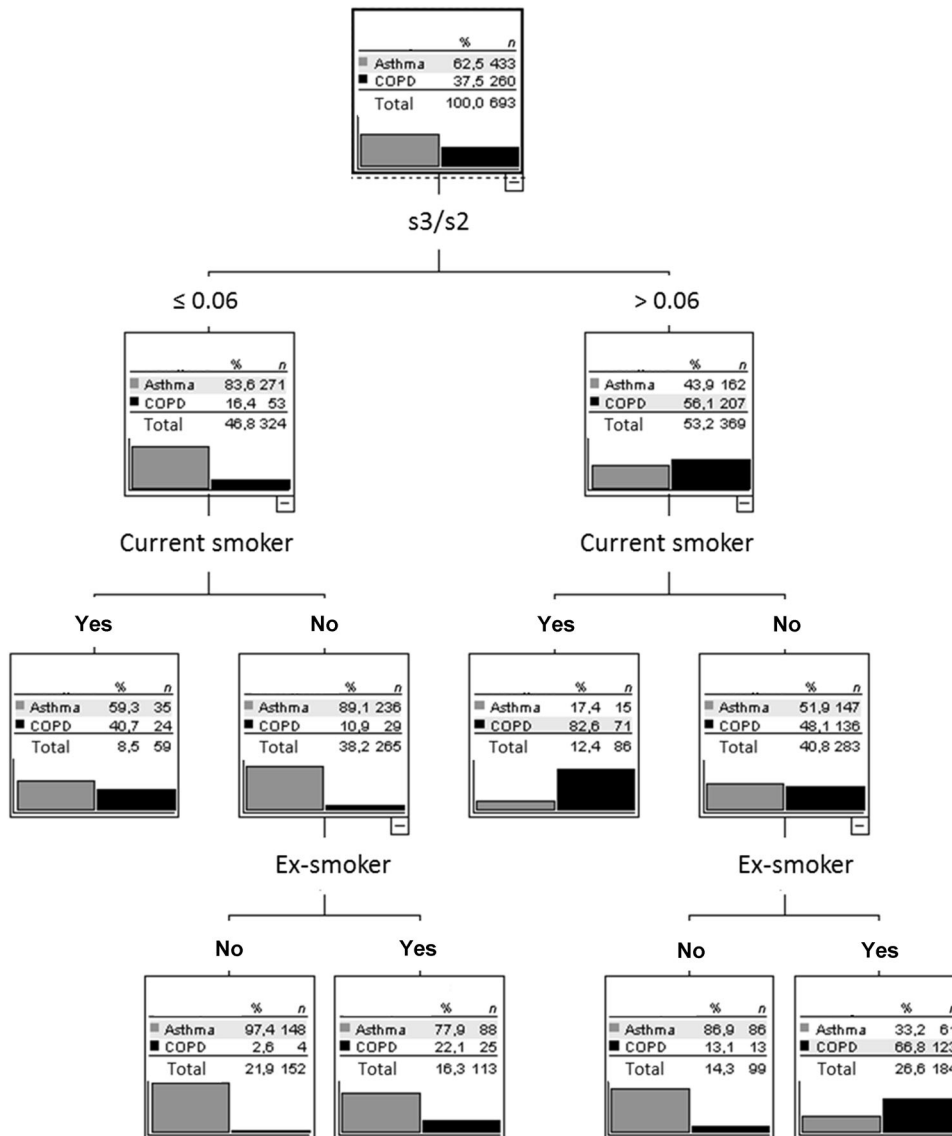 % n
Asthma 62,5 433
COPD 37,5 260
Total 100,0 693
s3/s2
≤ 0.06
> 0.06
% n
Asthma 83,6 271
COPD 16,4 53
Total 46,8 324
% n
Asthma 43,9 162
COPD 56,1 207
Total 53,2 369
Current smoker
Current smoker
Yes
No
Yes
No
% n
Asthma 59,3 35
COPD 40,7 24
Total 8,5 59
% n
Asthma 89,1 236
COPD 10,9 29
Total 38,2 265
% n
Asthma 17,4 15
COPD 82,6 71
Total 12,4 86
% n
Asthma 51,9 147
COPD 48,1 136
Total 40,8 283
Ex-smoker
Ex-smoker
No
Yes
No
Yes
% n
Asthma 97,4 148
COPD 2,6 4
Total 21,9 152
% n
Asthma 77,9 88
COPD 22,1 25
Total 16,3 113
% n
Asthma 86,9 86
COPD 13,1 13
Total 14,3 99
% n
Asthma 33,2 61
COPD 66,8 123
Total 26,6 184